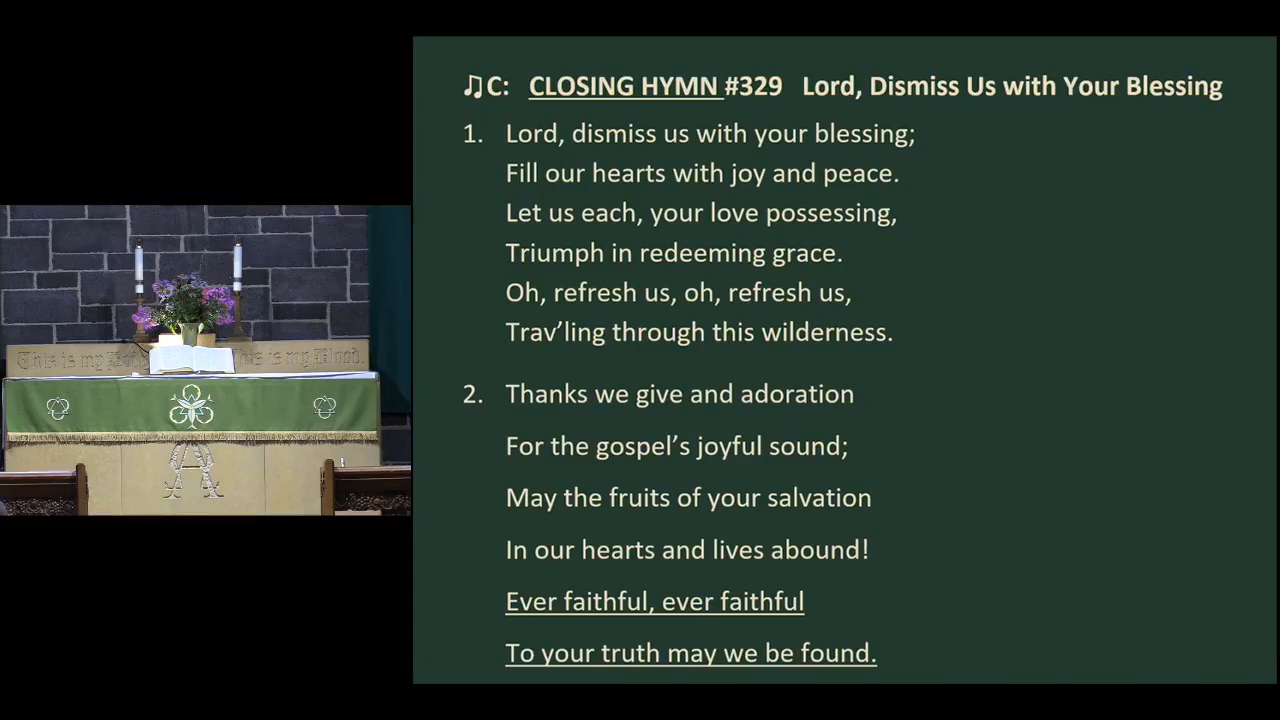 ♫C: CLOSING HYMN #329 Lord, Dismiss Us with Your Blessing
1. Lord, dismiss us with your blessing;
Fill our hearts with joy and peace.
Let us each, your love possessing,
Triumph in redeeming grace.
Oh, refresh us, oh, refresh us,
Trav’ling through this wilderness.
2. Thanks we give and adoration
For the gospel’s joyful sound;
May the fruits of your salvation
In our hearts and lives abound!
Ever faithful, ever faithful
To your truth may we be found.
This is my This is my Blood